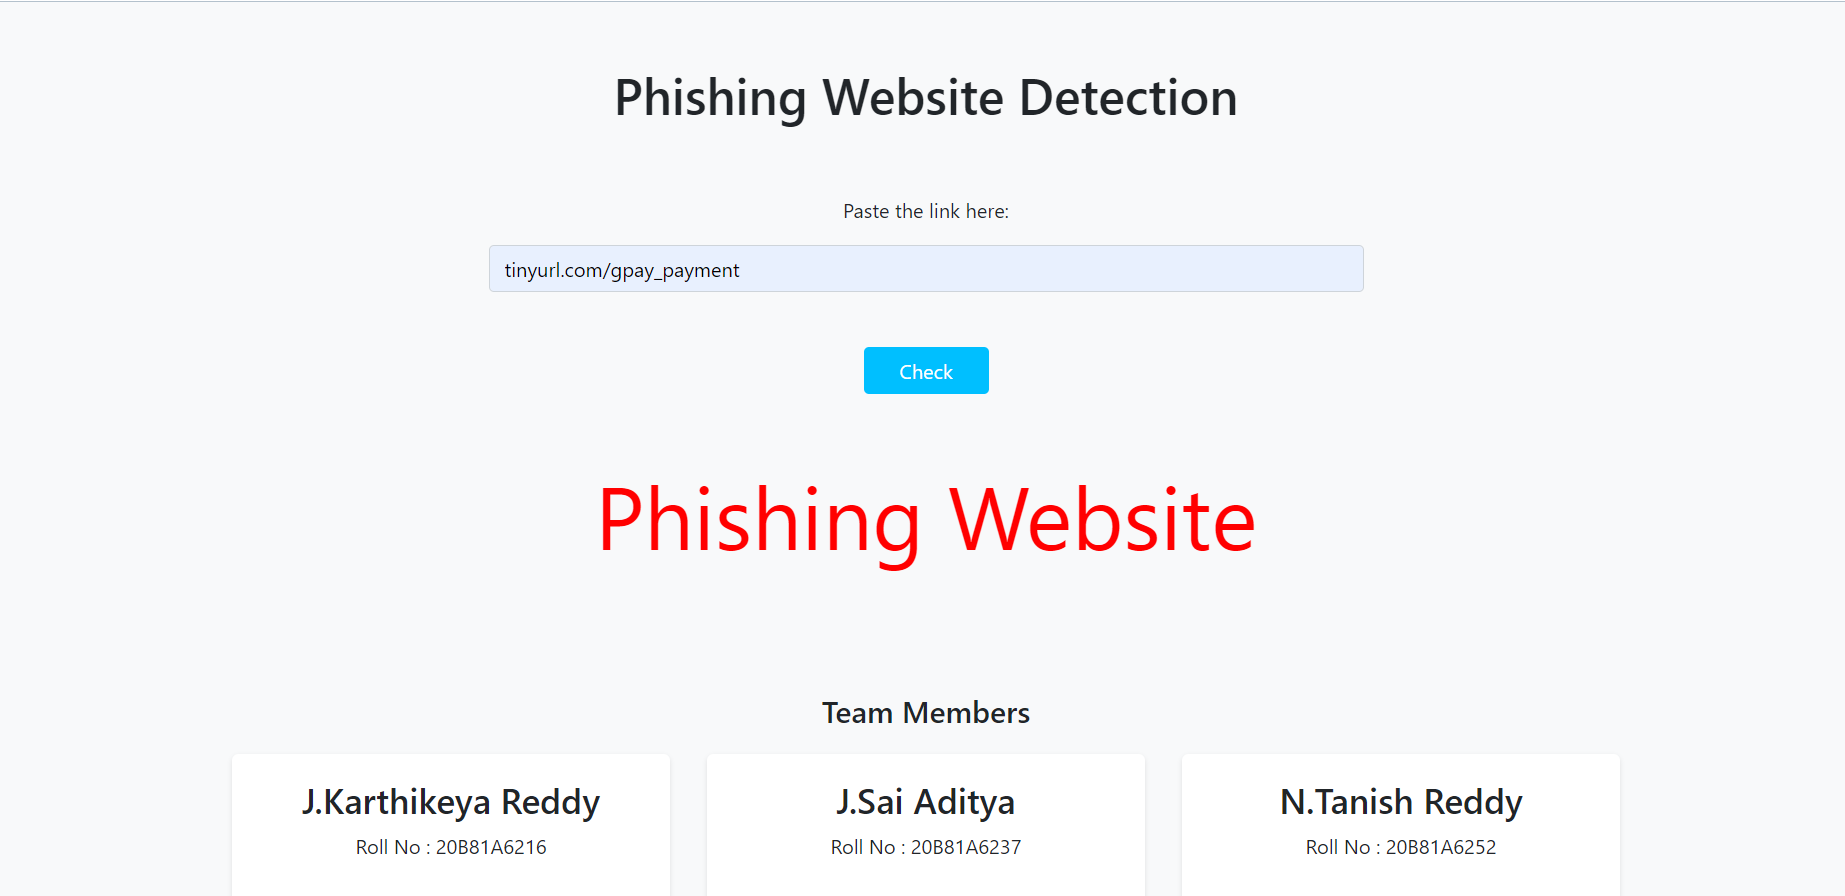 Phishing Website Detection
Paste the link here:
tinyurl.com/gpay_payment
Check
Phishing Website
Team Members
J.Karthikeya Reddy
Roll No : 20B81A6216
J.Sai Aditya
Roll No : 20B81A6237
N.Tanish Reddy
Roll No : 20B81A6252